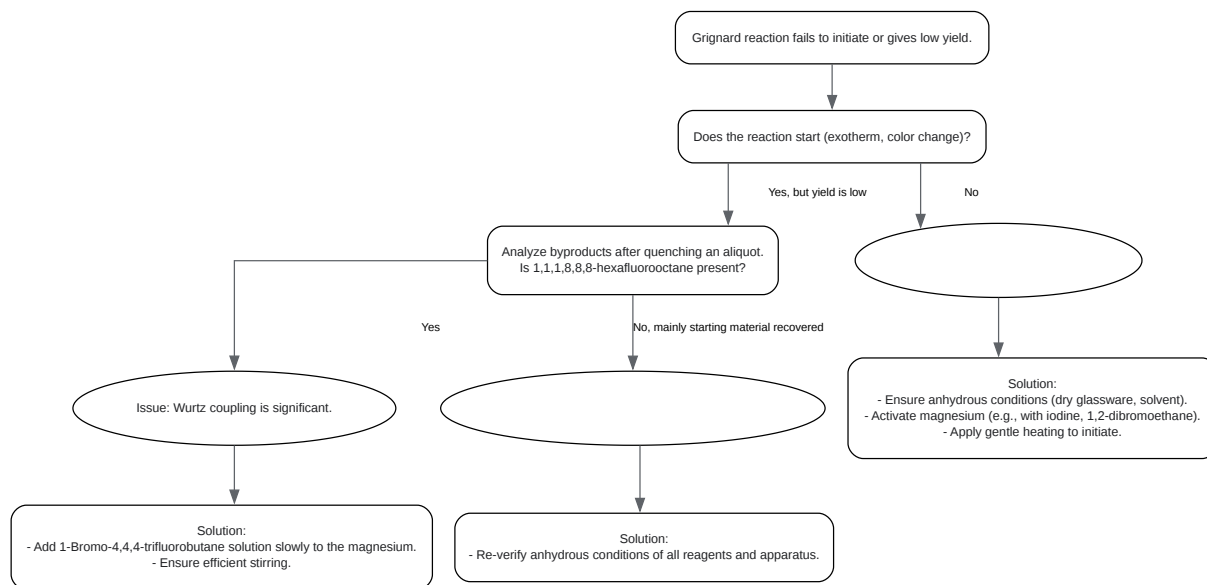 Grignard reaction fails to initiate or gives low yield.
Does the reaction start (exotherm, color change)?
Yes, but yield is low
No
Analyze byproducts after quenching an aliquot.
Is 1,1,1,8,8,8-hexafluorooctane present?
Yes
No, mainly starting material recovered
Solution:
- Ensure anhydrous conditions (dry glassware, solvent).
- Activate magnesium (e.g., with iodine, 1,2-dibromoethane).
- Apply gentle heating to initiate.
Issue: Wurtz coupling is significant.
Solution:
- Add 1-Bromo-4,4,4-trifluorobutane solution slowly to the magnesium.
- Ensure efficient stirring.
Solution:
- Re-verify anhydrous conditions of all reagents and apparatus.